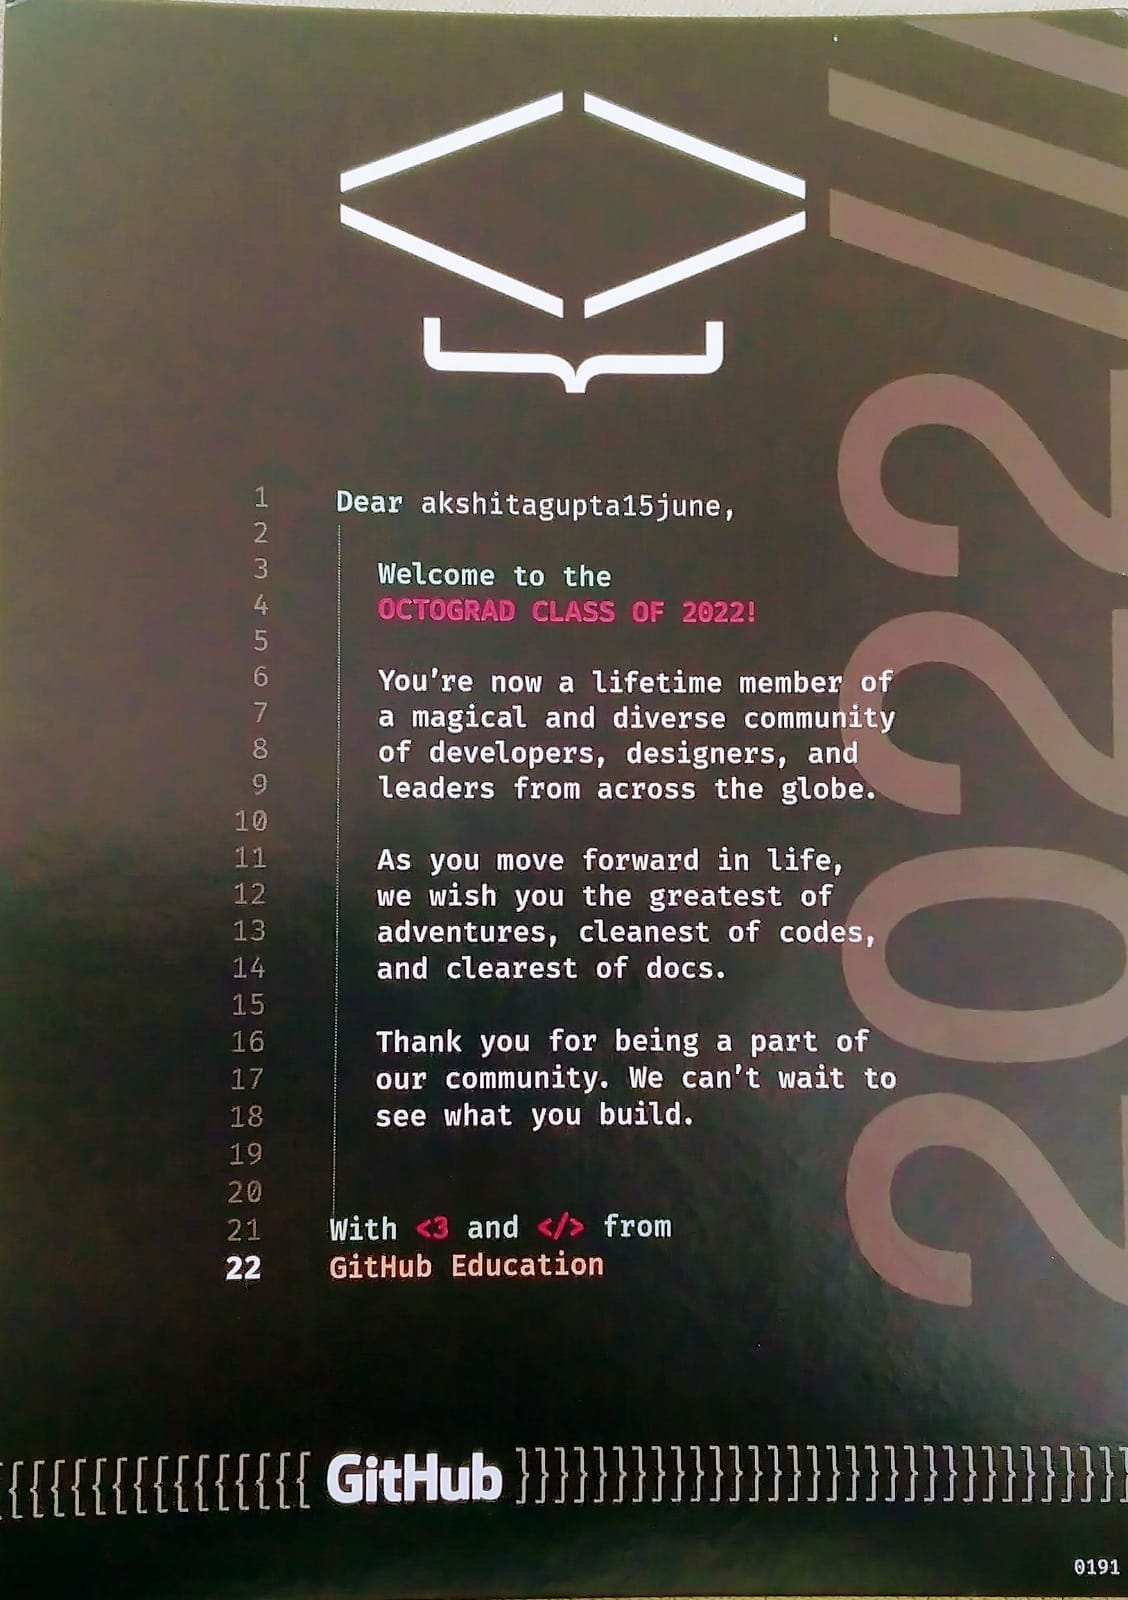 2022//
1 Dear akshitagupta15june,
2
3 Welcome to the
4 OCTOGRAD CLASS OF 2022!
5
6 You're now a lifetime member of
7 a magical and diverse community
8 of developers, designers, and
9 leaders from across the globe.
10
11 As you move forward in life,
12 we wish you the greatest of
13 adventures, cleanest of codes,
14 and clearest of docs.
15
16 Thank you for being a part of
17 our community. We can't wait to
18 see what you build.
19
20
21 With <3 and </> from
22 GitHub Education
{{{{{{{{{{{{{{{ GitHub }}}}}}}}}}}}}}}}}}}}}}}}}}}}}}}
0191